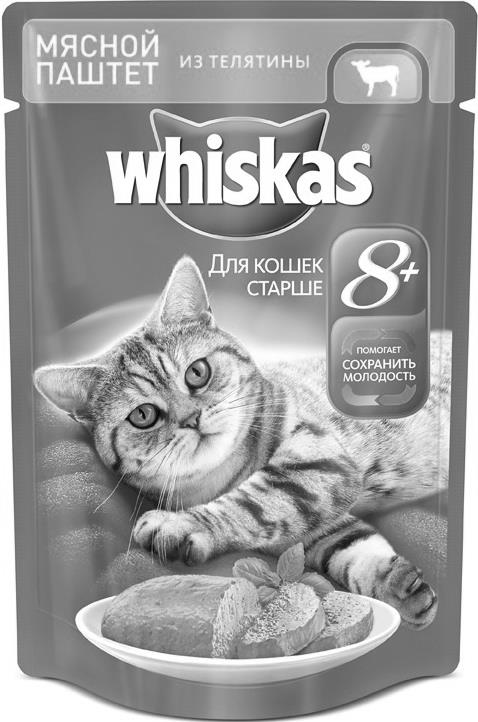 МЯСНОЙ
ПАШТЕТ
ИЗ ТЕЛЯТИНЫ
whiskas®
Для кошек
старше
8+
ПОМОГАЕТ
СОХРАНИТЬ
МОЛОДОСТЬ